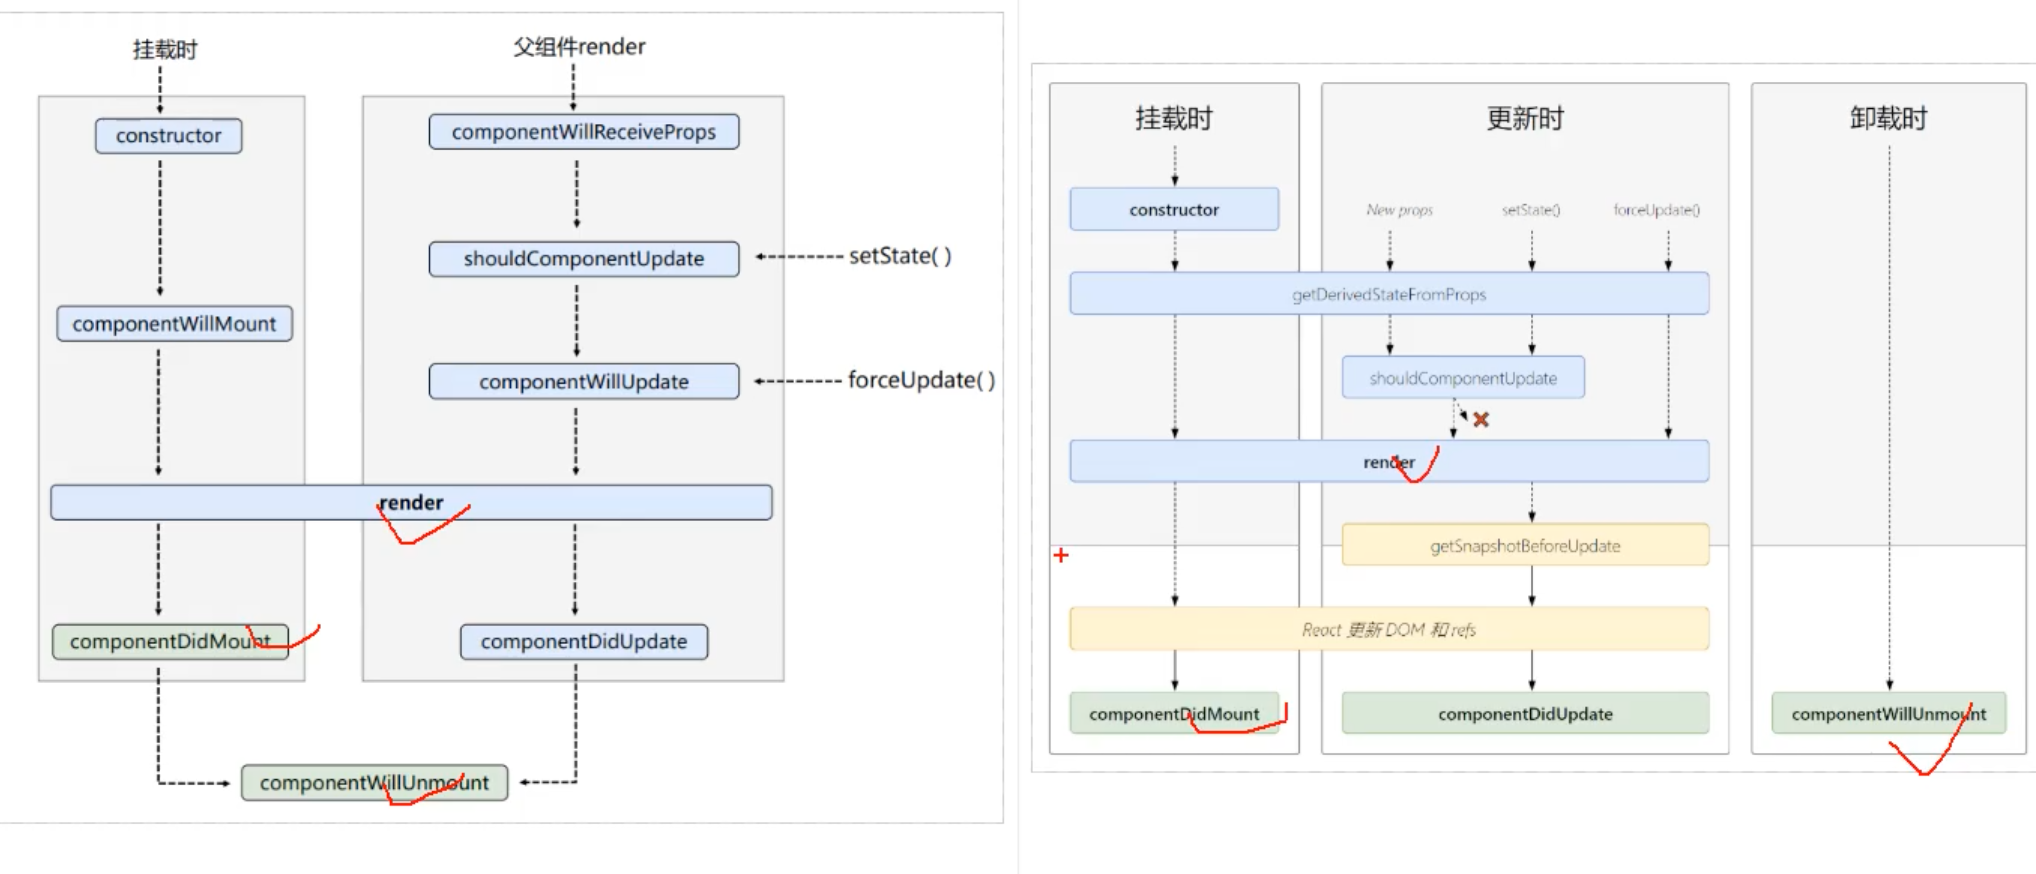 挂载时
constructor
componentWillMount
父组件render
componentWillReceiveProps
shouldComponentUpdate
setState( )
componentWillUpdate
forceUpdate( )
render
componentDidMount
componentDidUpdate
componentWillUnmount
挂载时
更新时
卸载时
constructor
New props
setState()
forceUpdate()
getDerivedStateFromProps
shouldComponentUpdate
render
getSnapshotBeforeUpdate
React 更新 DOM 和 refs
componentDidMount
componentDidUpdate
componentWillUnmount